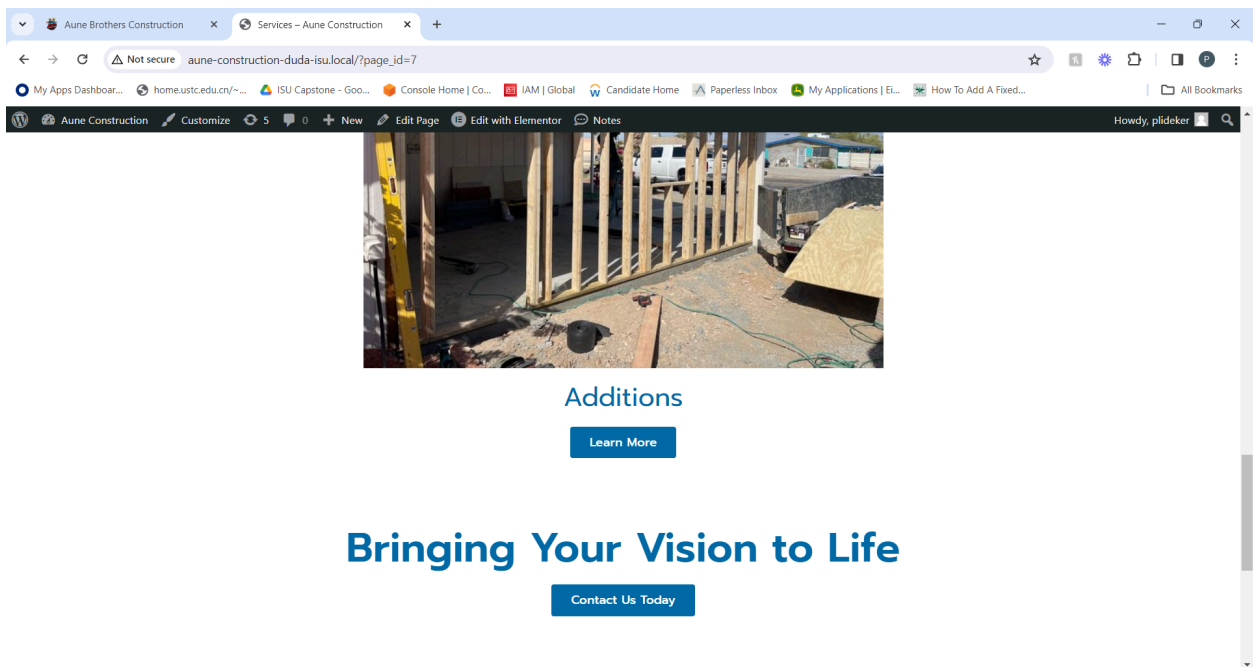 Aune Brothers Construction
Services – Aune Construction
Not secure aune-construction-duda-isu.local/?page_id=7
P
My Apps Dashboar... home.ustc.edu.cn/~... ISU Capstone - Goo... Console Home | Co... IAM | Global Candidate Home Paperless Inbox My Applications | Ei... How To Add A Fixed... All Bookmarks
Aune Construction Customize 5 0 New Edit Page Edit with Elementor Notes Howdy, plideker
Additions
Learn More
Bringing Your Vision to Life
Contact Us Today